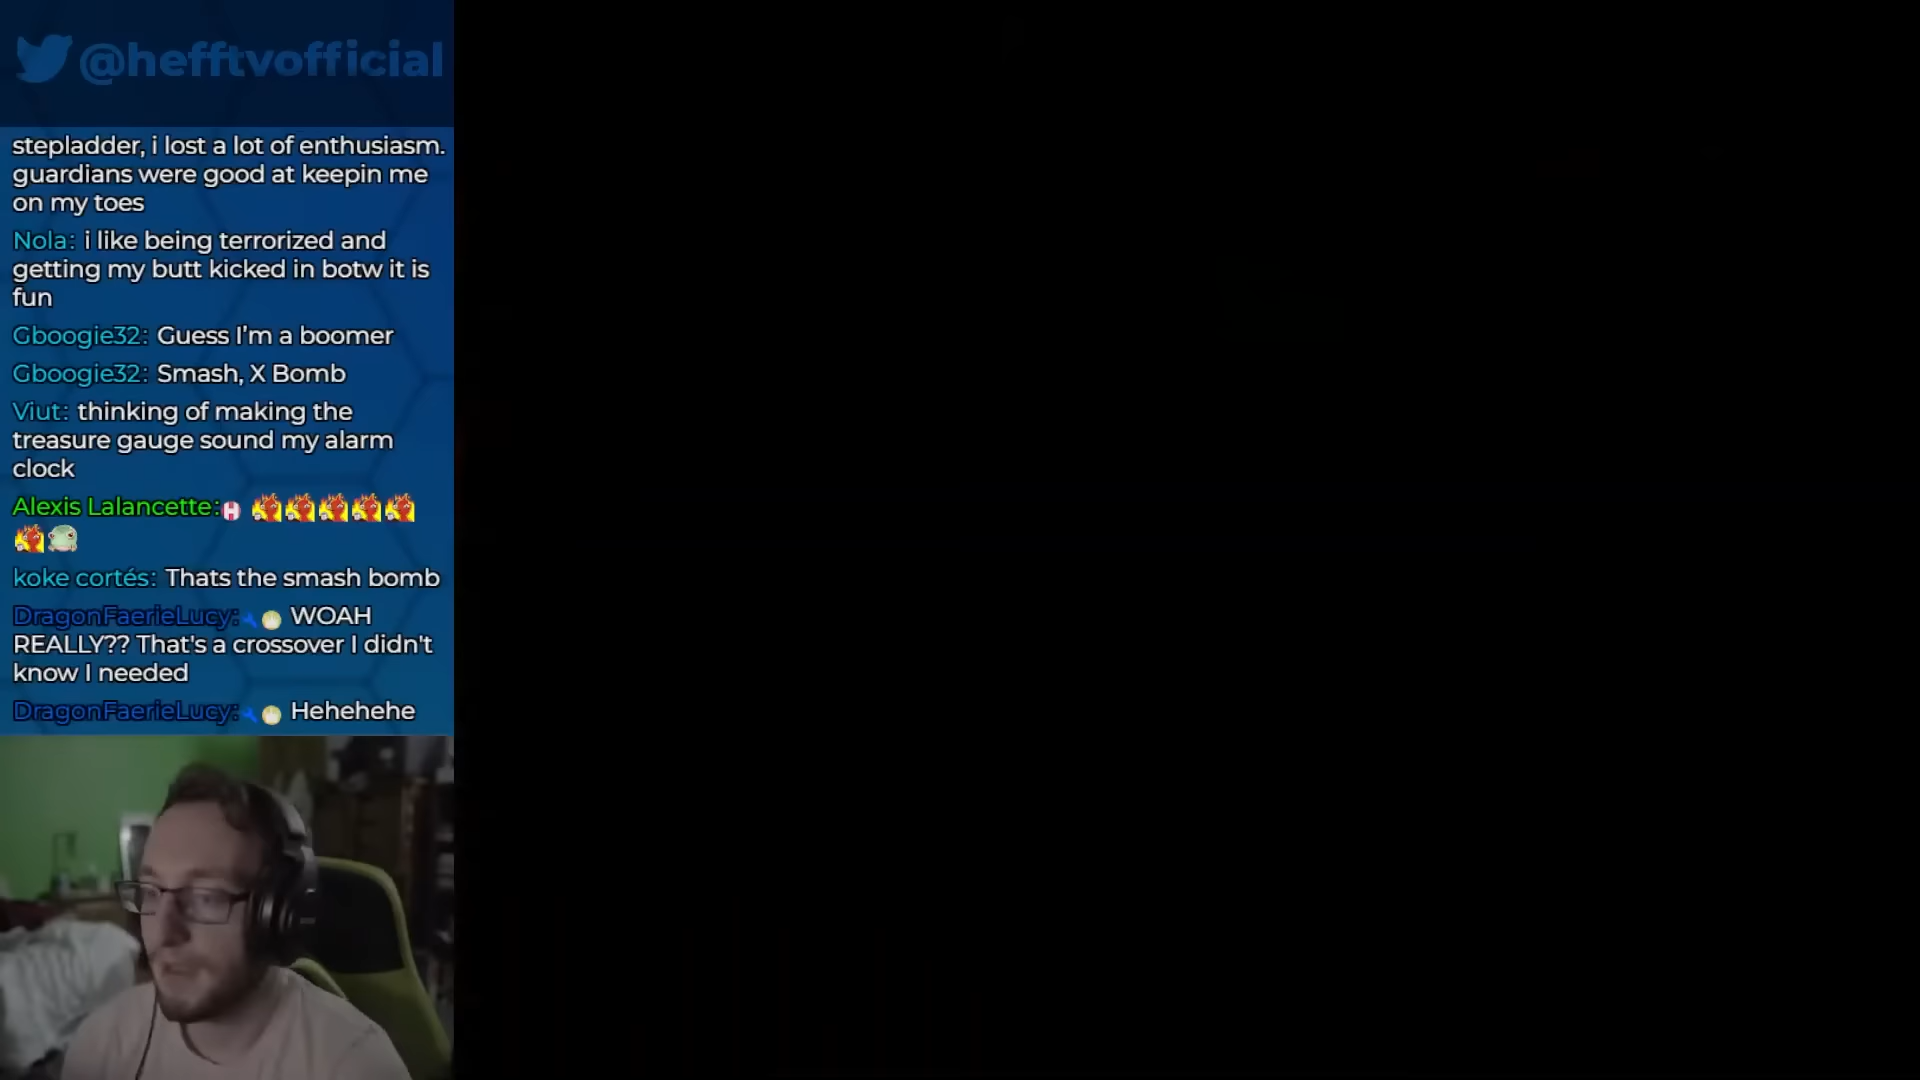 @hefftvofficial
stepladder, i lost a lot of enthusiasm.
guardians were good at keepin me
on my toes
Nola: i like being terrorized and
getting my butt kicked in botw it is
fun
Gboogie32: Guess I'm a boomer
Gboogie32: Smash, X Bomb
Viut: thinking of making the
treasure gauge sound my alarm
clock
Alexis Lalancette:
koke cortés: Thats the smash bomb
DragonFaerieLucy: WOAH
REALLY?? That's a crossover I didn't
know I needed
DragonFaerieLucy: Hehehehe